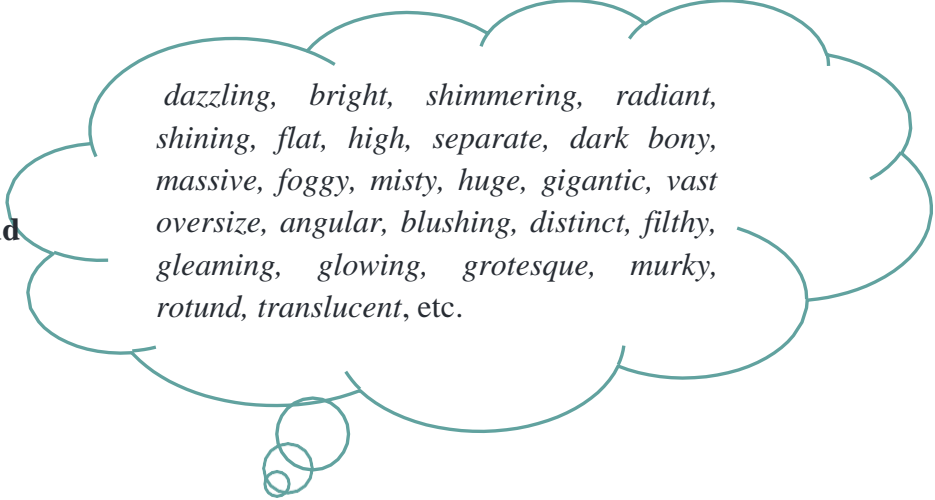 dazzling, bright, shimmering, radiant,
shining, flat, high, separate, dark bony,
massive, foggy, misty, huge, gigantic, vast
oversize, angular, blushing, distinct, filthy,
gleaming, glowing, grotesque, murky,
rotund, translucent, etc.